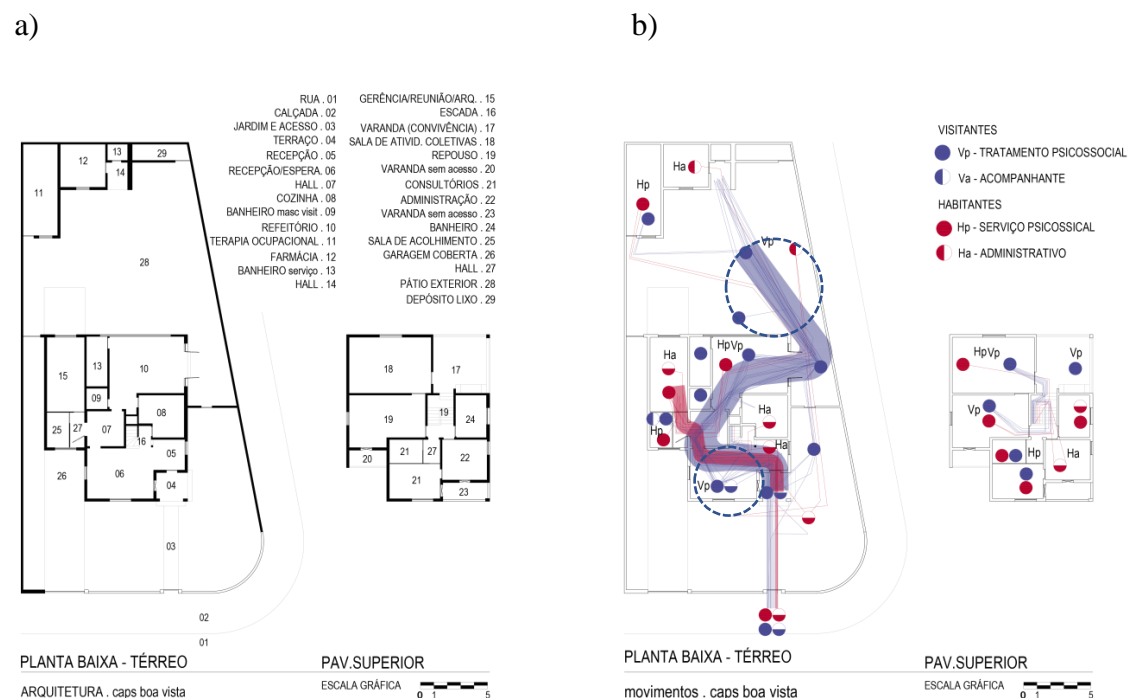 a)
b)
RUA . 01
CALÇADA . 02
JARDIM E ACESSO . 03
TERRAÇO . 04
RECEPÇÃO . 05
RECEPÇÃO/ESPERA. 06
HALL . 07
COZINHA . 08
BANHEIRO masc visit . 09
REFEITÓRIO . 10
TERAPIA OCUPACIONAL . 11
FARMÁCIA . 12
BANHEIRO serviço . 13
HALL . 14
GERÊNCIA/REUNIÃO/ARQ. . 15
ESCADA . 16
VARANDA (CONVIVÊNCIA) . 17
SALA DE ATIVID. COLETIVAS . 18
REPOUSO . 19
VARANDA sem acesso . 20
CONSULTÓRIOS . 21
ADMINISTRAÇÃO . 22
VARANDA sem acesso . 23
BANHEIRO . 24
SALA DE ACOLHIMENTO . 25
GARAGEM COBERTA . 26
HALL . 27
PÁTIO EXTERIOR . 28
DEPÓSITO LIXO . 29
12
13
29
14
11
28
15
13
10
09
08
25
27
07
16
05
26
06
04
03
02
01
18
17
19
19
24
21
27
22
20
21
23
PLANTA BAIXA - TÉRREO
PAV.SUPERIOR
ARQUITETURA . caps boa vista
ESCALA GRÁFICA
0 1 5
VISITANTES
Vp - TRATAMENTO PSICOSSOCIAL
Va - ACOMPANHANTE
HABITANTES
Hp - SERVIÇO PSICOSSICAL
Ha - ADMINISTRATIVO
Ha
Hp
Vp
Ha
HpVp
Ha
Hp
Ha
Vp
HpVp
Vp
Vp
Hp
Ha
PLANTA BAIXA - TÉRREO
PAV.SUPERIOR
movimentos . caps boa vista
ESCALA GRÁFICA
0 1 5